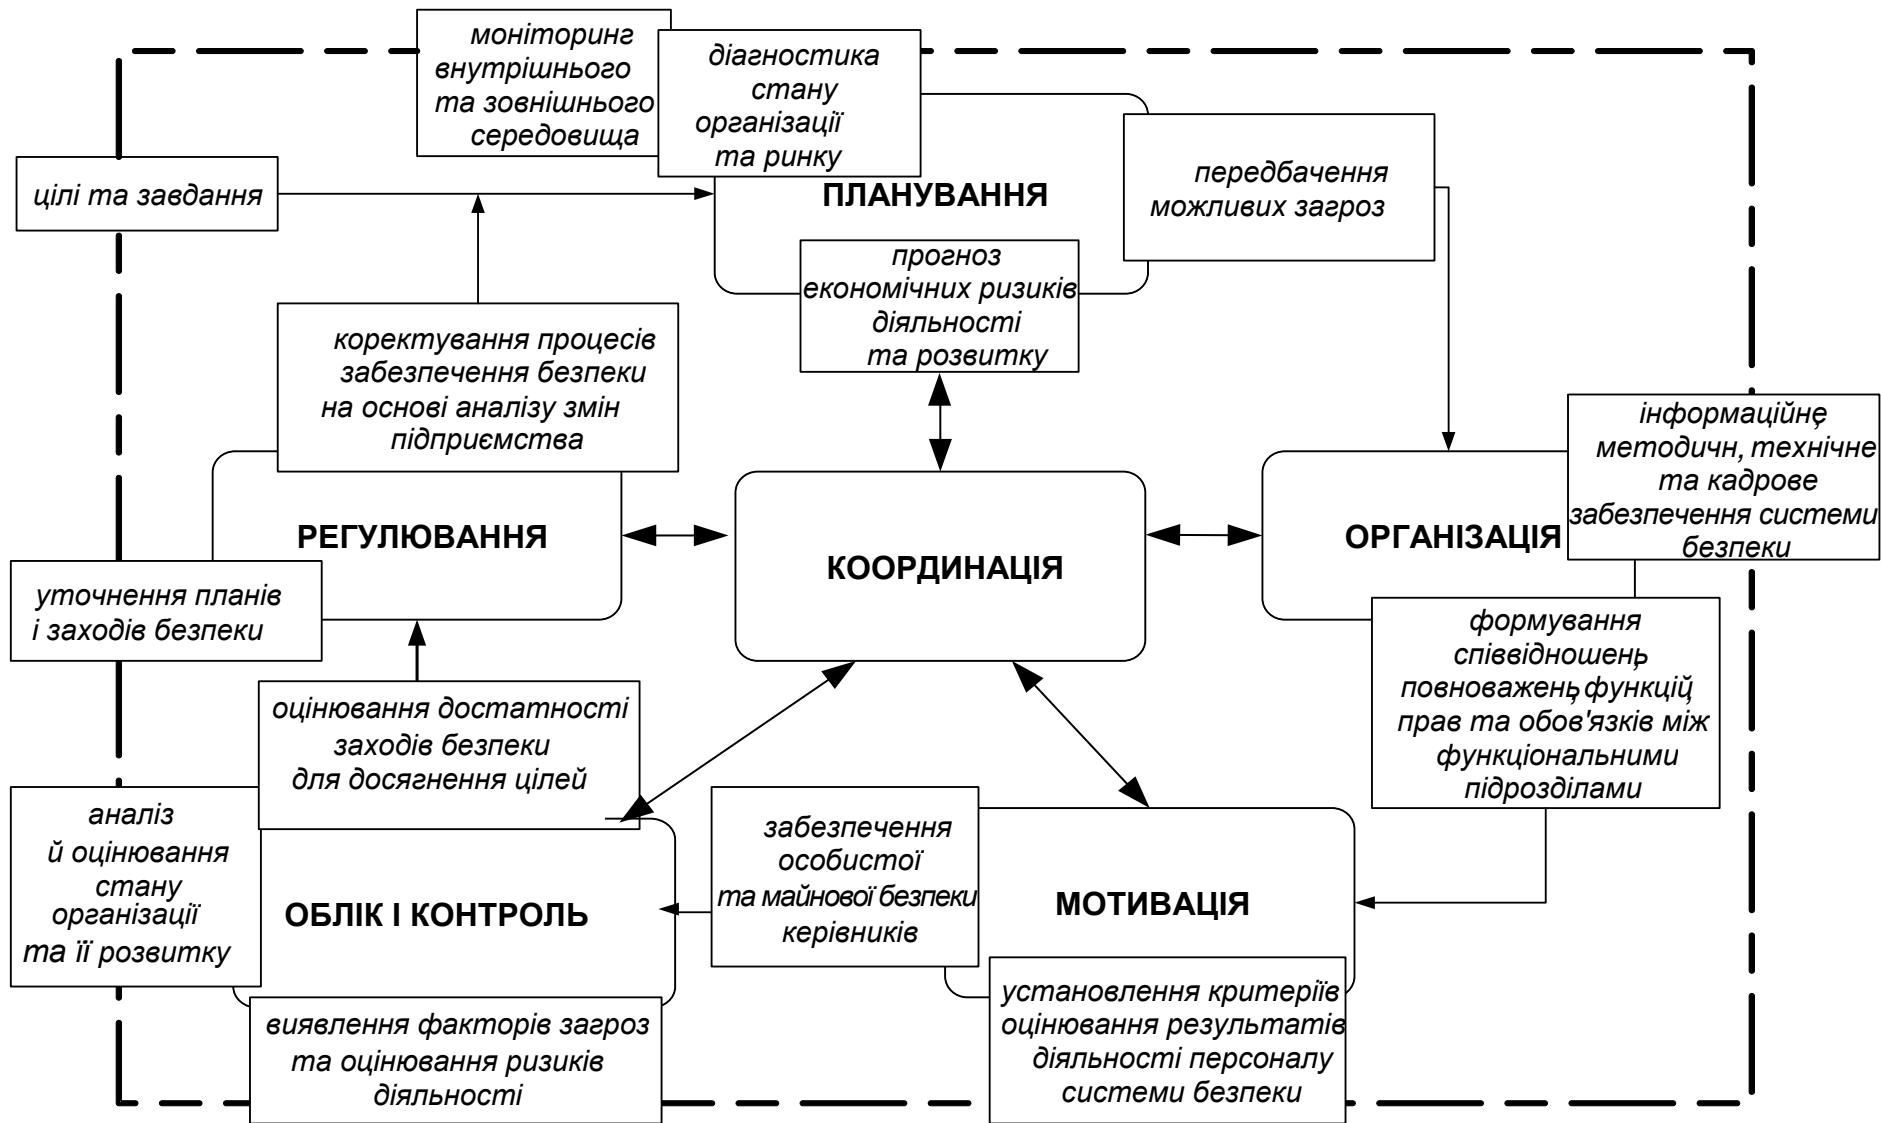 моніторинг
внутрішнього
та зовнішнього
середовища
діагностика
стану
організації
та ринку
передбачення
можливих загроз
цілі та завдання
ПЛАНУВАННЯ
прогноз
економічних ризиків
діяльності
та розвитку
коректування процесів
забезпечення безпеки
на основі аналізу змін
підприємства
інформаційне,
методичн, технічне
та кадрове
забезпечення системи
безпеки
РЕГУЛЮВАННЯ
КООРДИНАЦІЯ
ОРГАНІЗАЦІЯ
уточнення планів
і заходів безпеки
формування
співвідношень,
повноважень, функцій,
прав та обов'язків між
функціональними
підрозділами
оцінювання достатності
заходів безпеки
для досягнення цілей
аналіз
й оцінювання
стану
організації
та її розвитку
забезпечення
особистої
та майнової безпеки
керівників
ОБЛІК І КОНТРОЛЬ
МОТИВАЦІЯ
виявлення факторів загроз
та оцінювання ризиків
діяльності
установлення критеріїв
оцінювання результатів
діяльності персоналу
системи безпеки